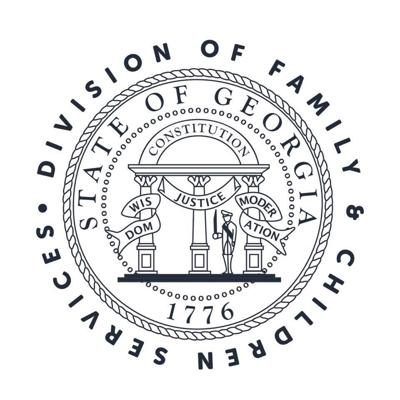 • DIVISION OF FAMILY & CHILDREN SERVICES
STATE OF GEORGIA
CONSTITUTION
WIS
DOM
JUSTICE
MODER
ATION
1776